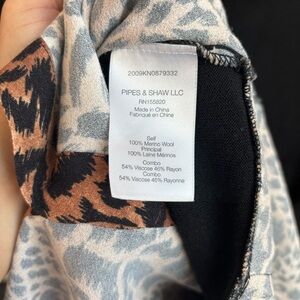 2009KN0879332
PIPES & SHAW LLC
RN155820
Made in China
Fabriqué en Chine
Self
100% Merino Wool
Principal
100% Laine Mérinos
Combo
54% Viscose 46% Rayon
Combo
54% Viscose 46% Rayonne